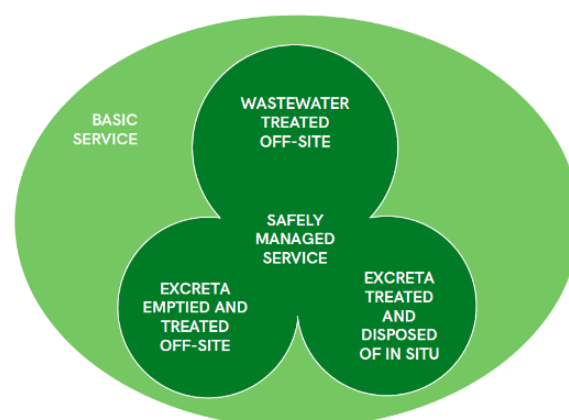 BASIC
SERVICE
WASTEWATER
TREATED
OFF-SITE
SAFELY
MANAGED
SERVICE
EXCRETA
EMPTIED AND
TREATED
OFF-SITE
EXCRETA
TREATED
AND
DISPOSED
OF IN SITU